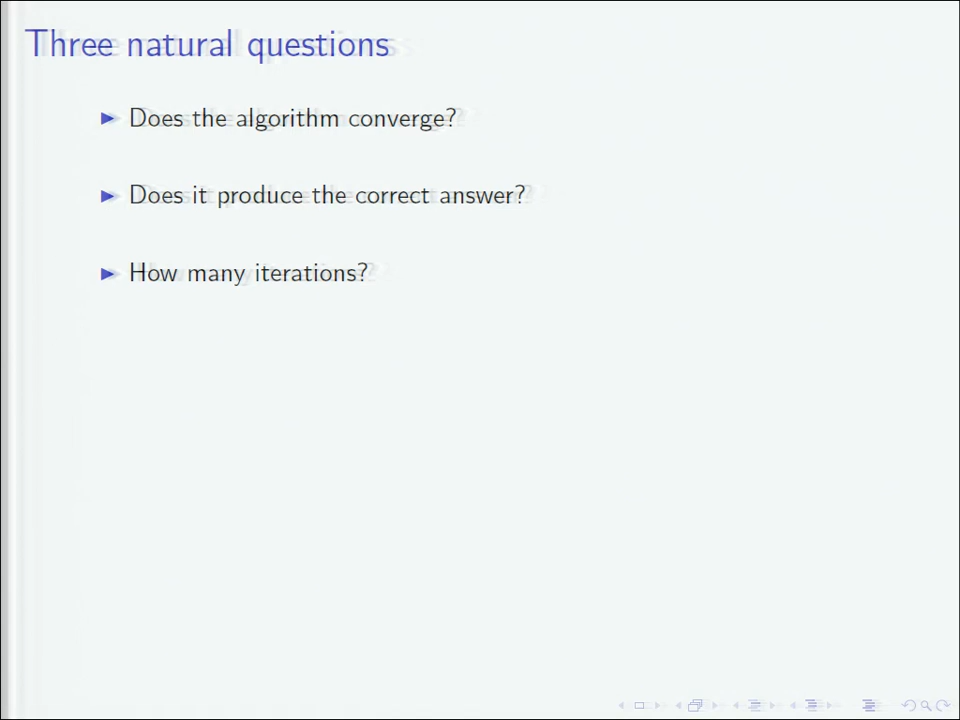 Three natural questions
Does the algorithm converge?
Does it produce the correct answer?
How many iterations?